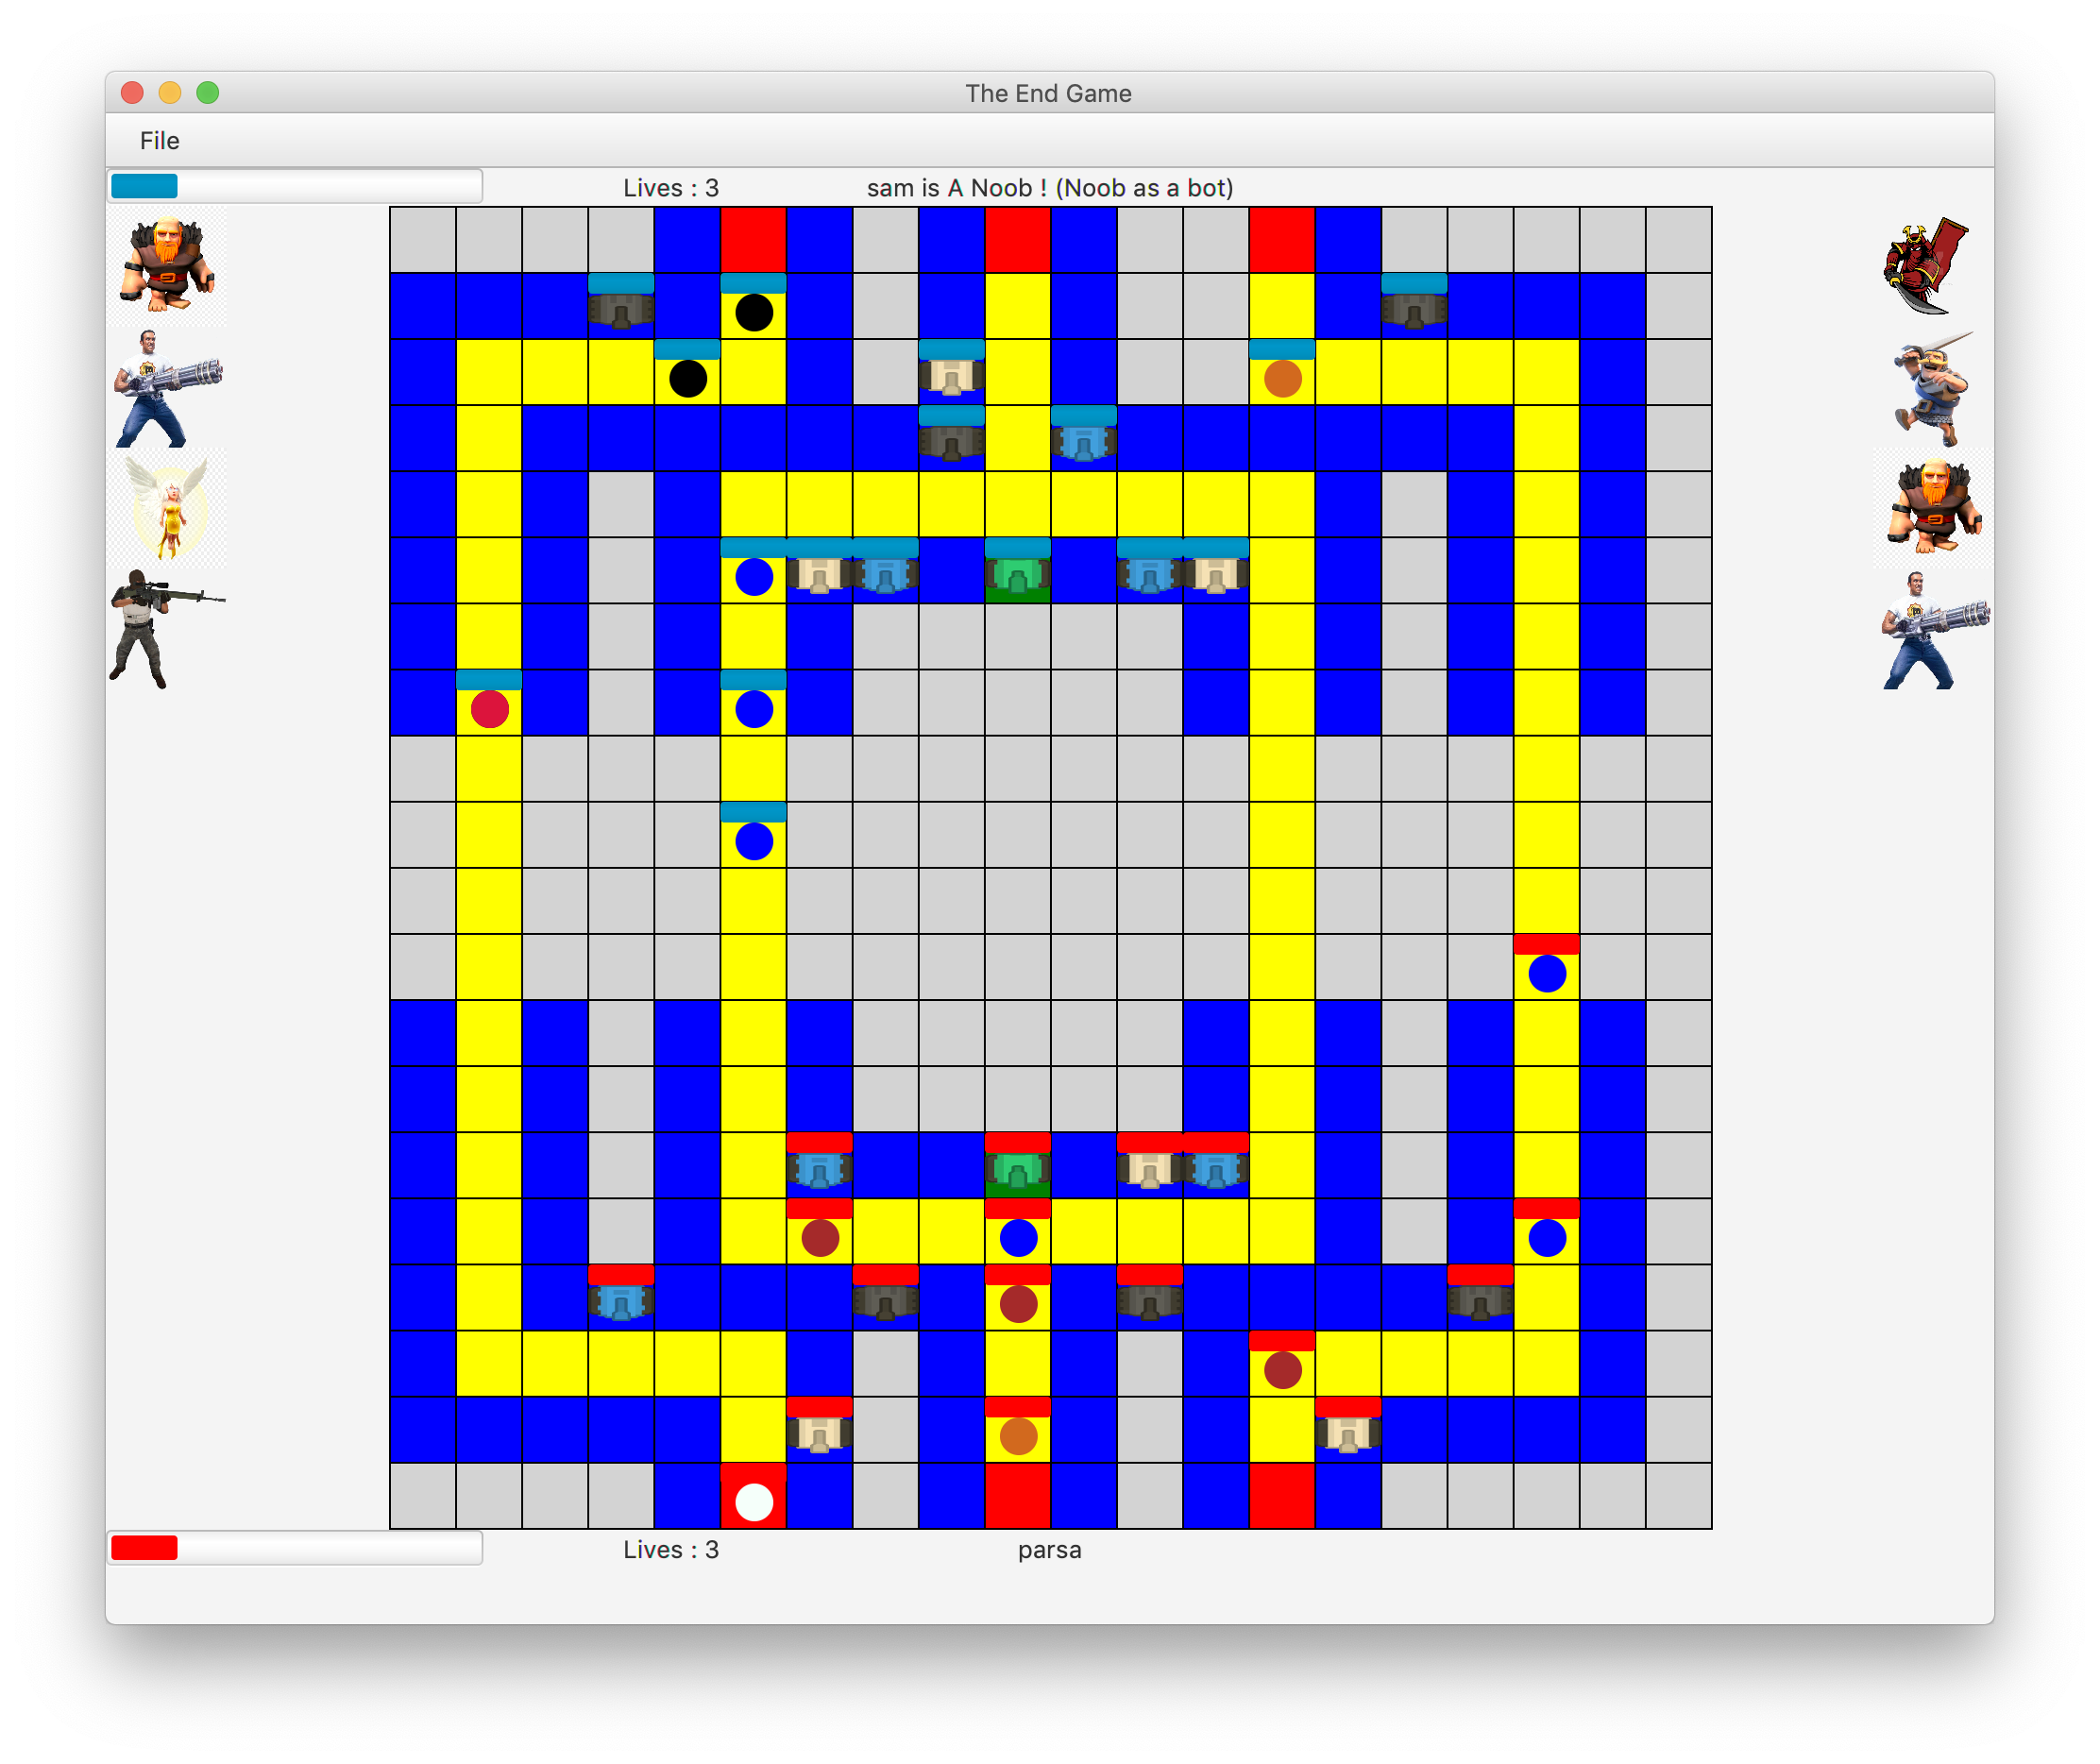 The End Game
File
Lives : 3
sam is A Noob ! (Noob as a bot)
Lives : 3
parsa